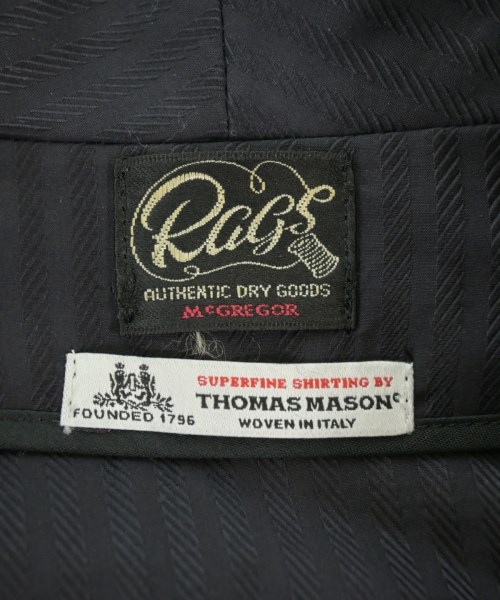 RAGS
AUTHENTIC DRY GOODS
McGREGOR
SUPERFINE SHIRTING BY
THOMAS MASON
WOVEN IN ITALY
FOUNDED 1796